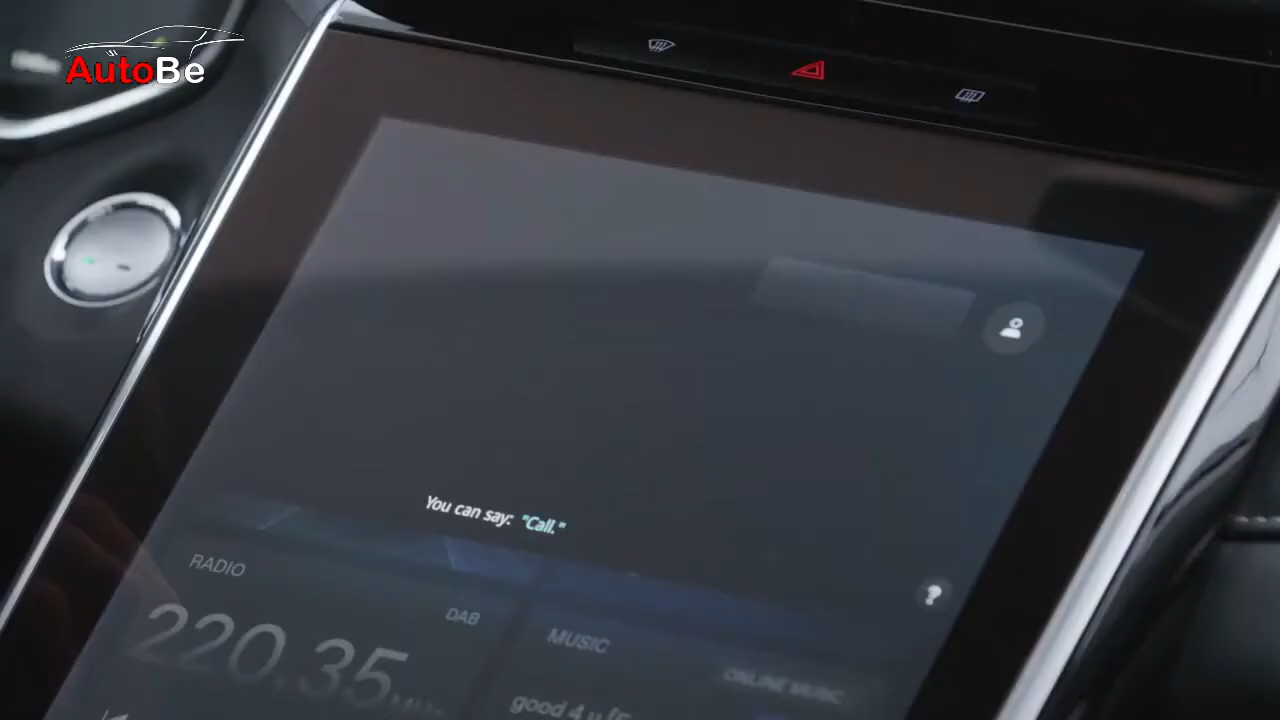 AutoBe
You can say: "Call."
RADIO
DAB
220.35
MUSIC
ONLINE MUSIC
good 4 u